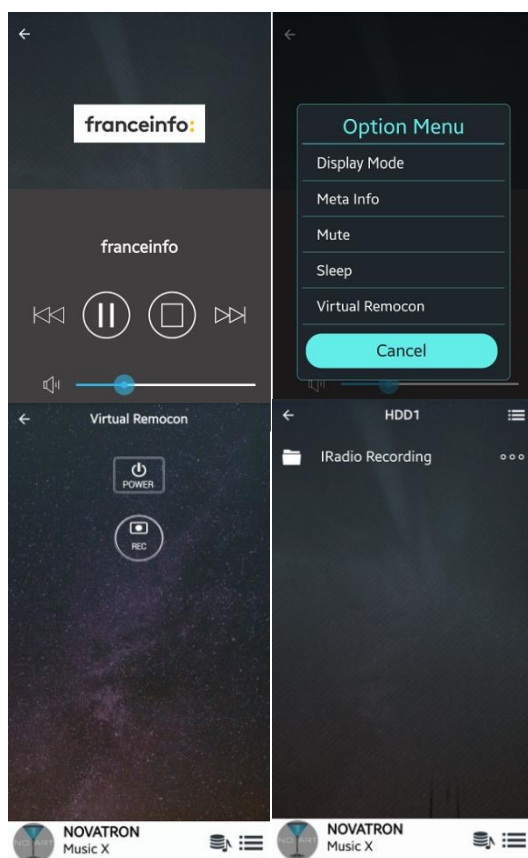 franceinfo:
franceinfo
Option Menu
Display Mode
Meta Info
Mute
Sleep
Virtual Remocon
Cancel
Virtual Remocon
POWER
REC
NOVATRON
Music X
HDD1
IRadio Recording
NOVATRON
Music X